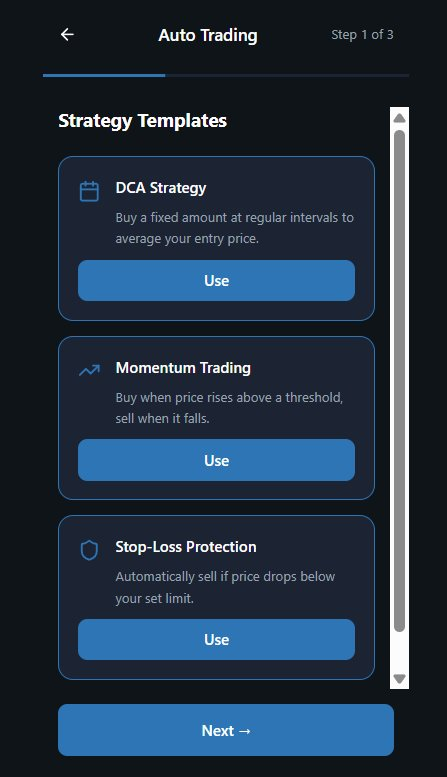 Auto Trading
Step 1 of 3
Strategy Templates
DCA Strategy
Buy a fixed amount at regular intervals to
average your entry price.
Use
Momentum Trading
Buy when price rises above a threshold,
sell when it falls.
Use
Stop-Loss Protection
Automatically sell if price drops below
your set limit.
Use
Next →